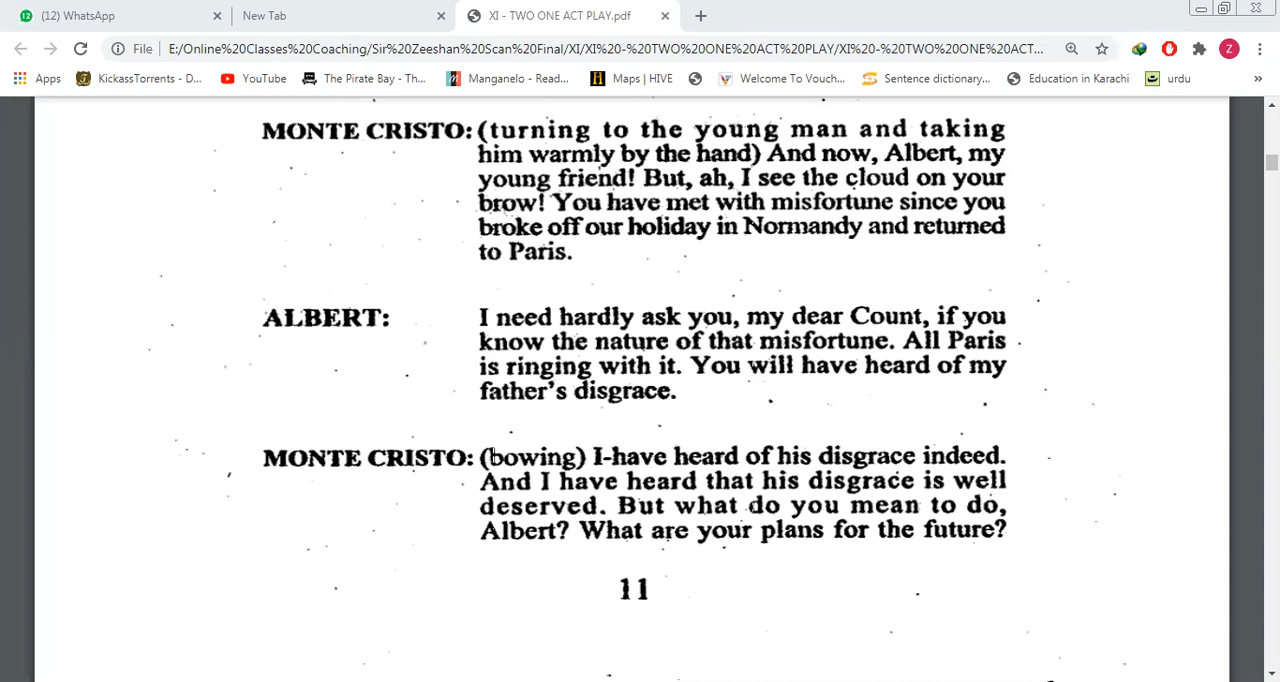 (12) WhatsApp
New Tab
XI - TWO ONE ACT PLAY.pdf
File
E:/Online%20Classes%20Coaching/Sir%20Zeeshan%20Scan%20Final/XI/XI%20-%20TWO%20ONE%20ACT%20PLAY/XI%20-%20TWO%20ONE%20ACT...
Z
Apps
KickassTorrents - D...
YouTube
The Pirate Bay - Th...
Manganelo - Read...
Maps | HIVE
Welcome To Vouch...
Sentence dictionary...
Education in Karachi
urdu
»
MONTE CRISTO: (turning to the young man and taking
him warmly by the hand) And now, Albert, my
young friend! But, ah, I see the cloud on your
brow! You have met with misfortune since you
broke off our holiday in Normandy and returned
to Paris.
ALBERT: I need hardly ask you, my dear Count, if you
know the nature of that misfortune. All Paris
is ringing with it. You will have heard of my
father's disgrace.
MONTE CRISTO: (bowing) I-have heard of his disgrace indeed.
And I have heard that his disgrace is well
deserved. But what do you mean to do,
Albert? What are your plans for the future?
11